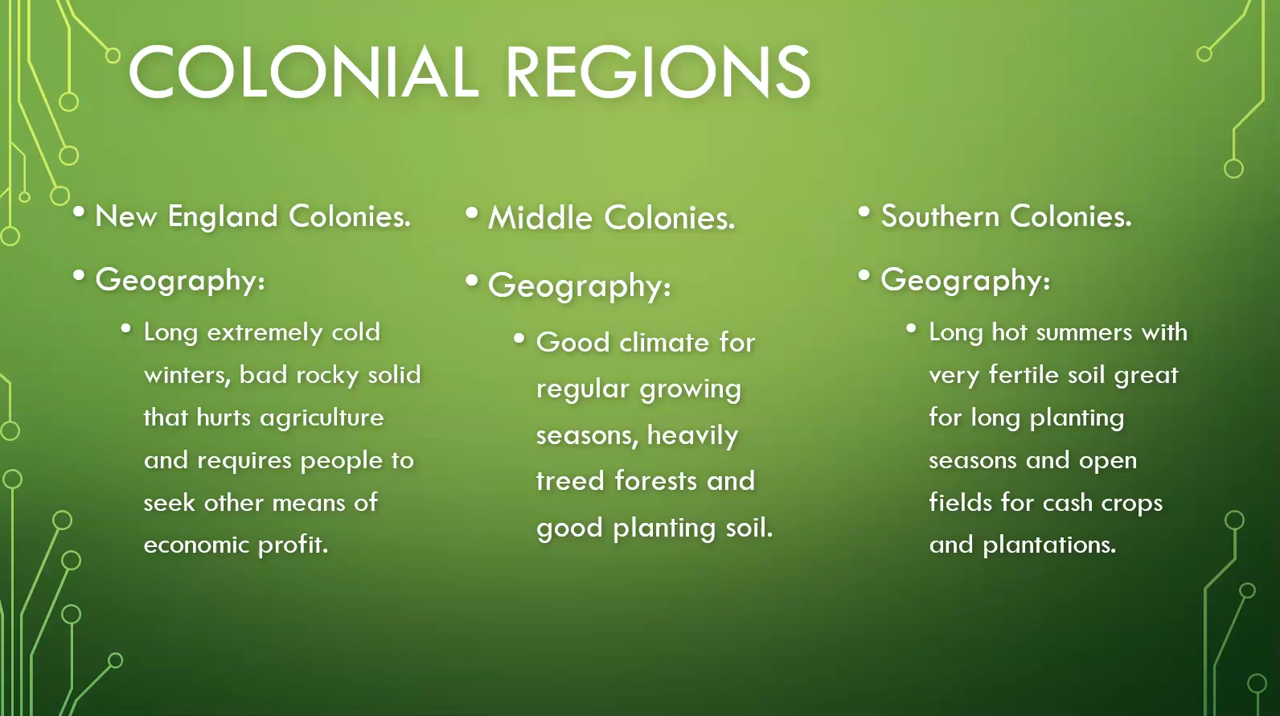 COLONIAL REGIONS
• New England Colonies.
• Geography:
• Long extremely cold
winters, bad rocky solid
that hurts agriculture
and requires people to
seek other means of
economic profit.
• Middle Colonies.
• Geography:
• Good climate for
regular growing
seasons, heavily
treed forests and
good planting soil.
• Southern Colonies.
• Geography:
• Long hot summers with
very fertile soil great
for long planting
seasons and open
fields for cash crops
and plantations.